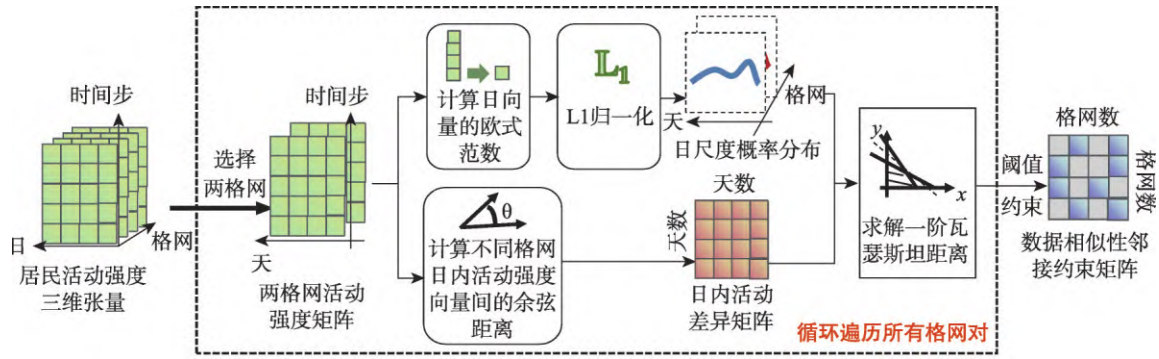 时间步
日
格网
居民活动强度
三维张量
选择
两格网
时间步
天
两格网活动
强度矩阵
计算日向
量的欧式
范数
L1
L1归一化
格网
天
日尺度概率分布
θ
计算不同格网
日内活动强度
向量间的余弦
距离
天数
天数
日内活动
差异矩阵
y
x
求解一阶瓦
瑟斯坦距离
循环遍历所有格网对
阈值
约束
格网数
格网数
数据相似性邻
接约束矩阵